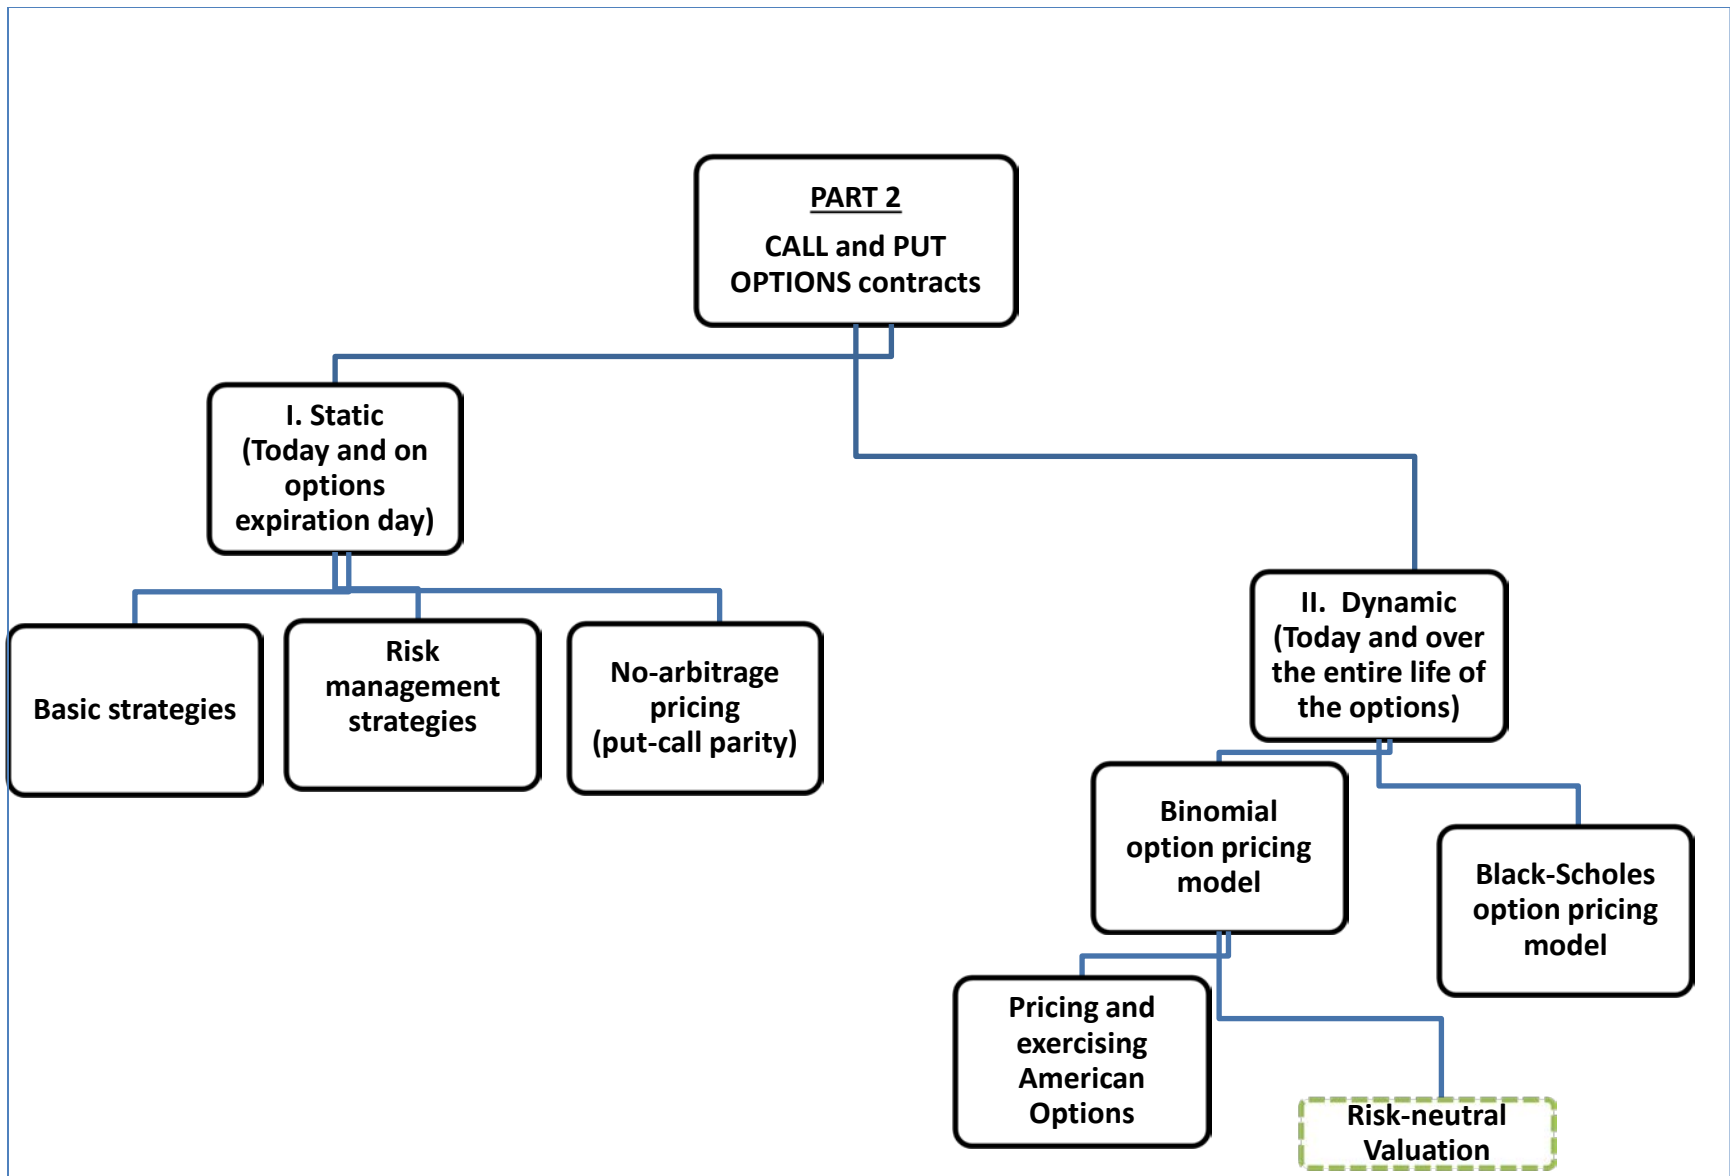 PART 2
CALL and PUT
OPTIONS contracts
I. Static
(Today and on
options
expiration day)
Basic strategies
Risk
management
strategies
No-arbitrage
pricing
(put-call parity)
II. Dynamic
(Today and over
the entire life of
the options)
Binomial
option pricing
model
Black-Scholes
option pricing
model
Pricing and
exercising
American
Options
Risk-neutral
Valuation